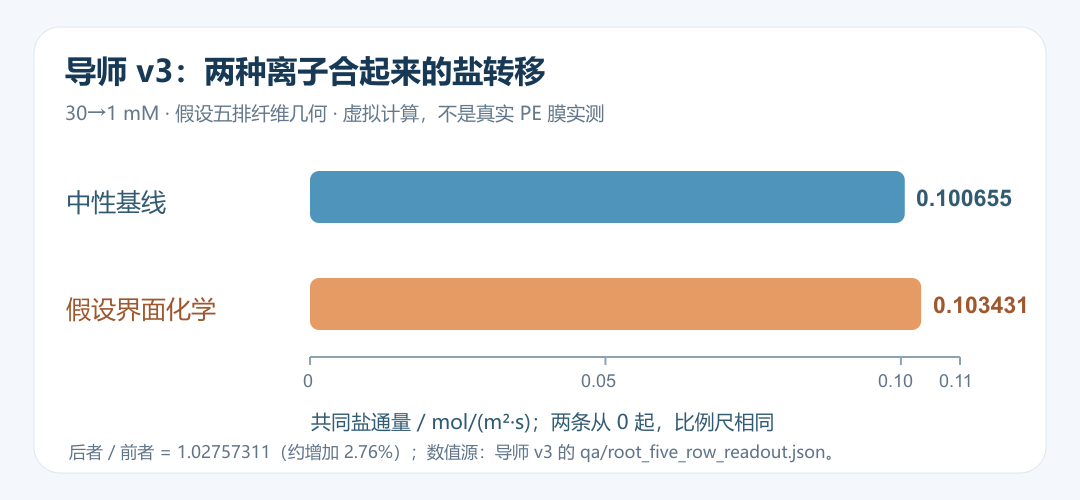 导师 v3：两种离子合起来的盐转移
30→1 mM · 假设五排纤维几何 · 虚拟计算，不是真实 PE 膜实测
中性基线
0.100655
假设界面化学
0.103431
0
0.05
0.10
0.11
共同盐通量 / mol/(m²·s)；两条从 0 起，比例尺相同
后者 / 前者 = 1.02757311（约增加 2.76%）；数值源：导师 v3 的 qa/root_five_row_readout.json。